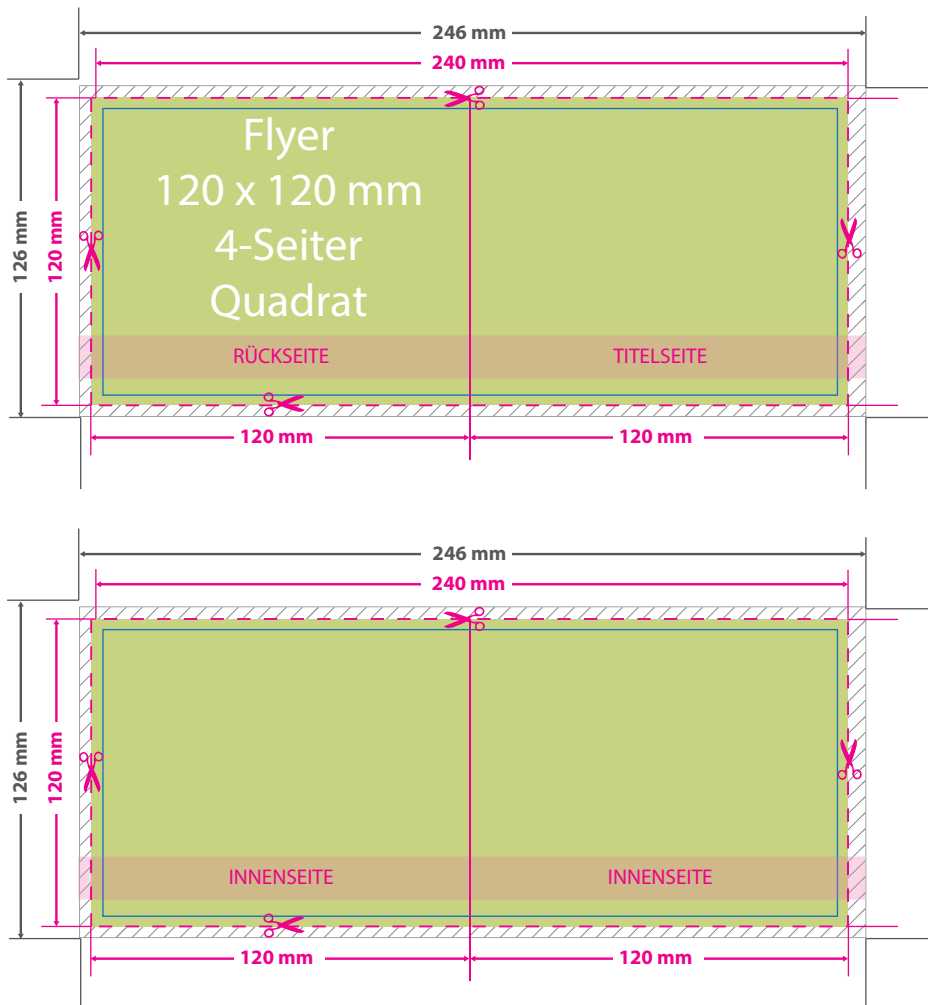 246 mm
240 mm
126 mm
120 mm
Flyer
120 x 120 mm
4-Seiter
Quadrat
RÜCKSEITE
TITELSEITE
120 mm
120 mm
246 mm
240 mm
126 mm
120 mm
INNENSEITE
INNENSEITE
120 mm
120 mm